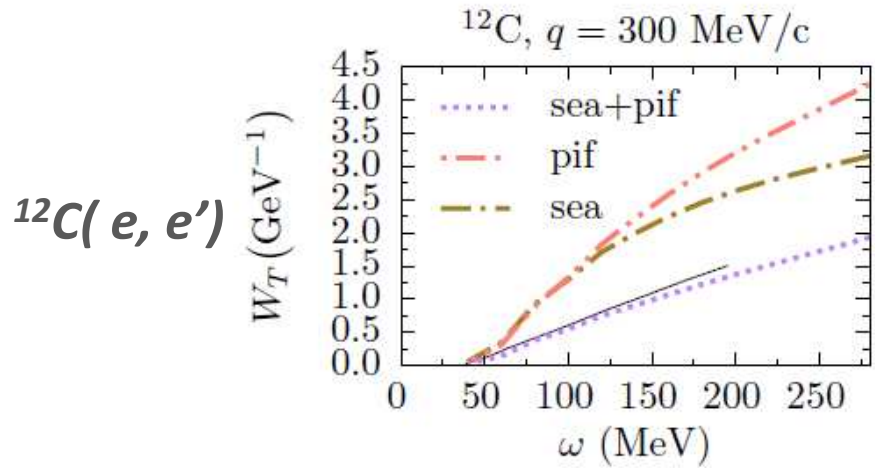 ¹²C, q = 300 MeV/c
¹²C( e, e’)
W_T (GeV⁻¹)
4.5
4.0
3.5
3.0
2.5
2.0
1.5
1.0
0.5
0.0
sea+pif
pif
sea
0 50 100 150 200 250
ω (MeV)